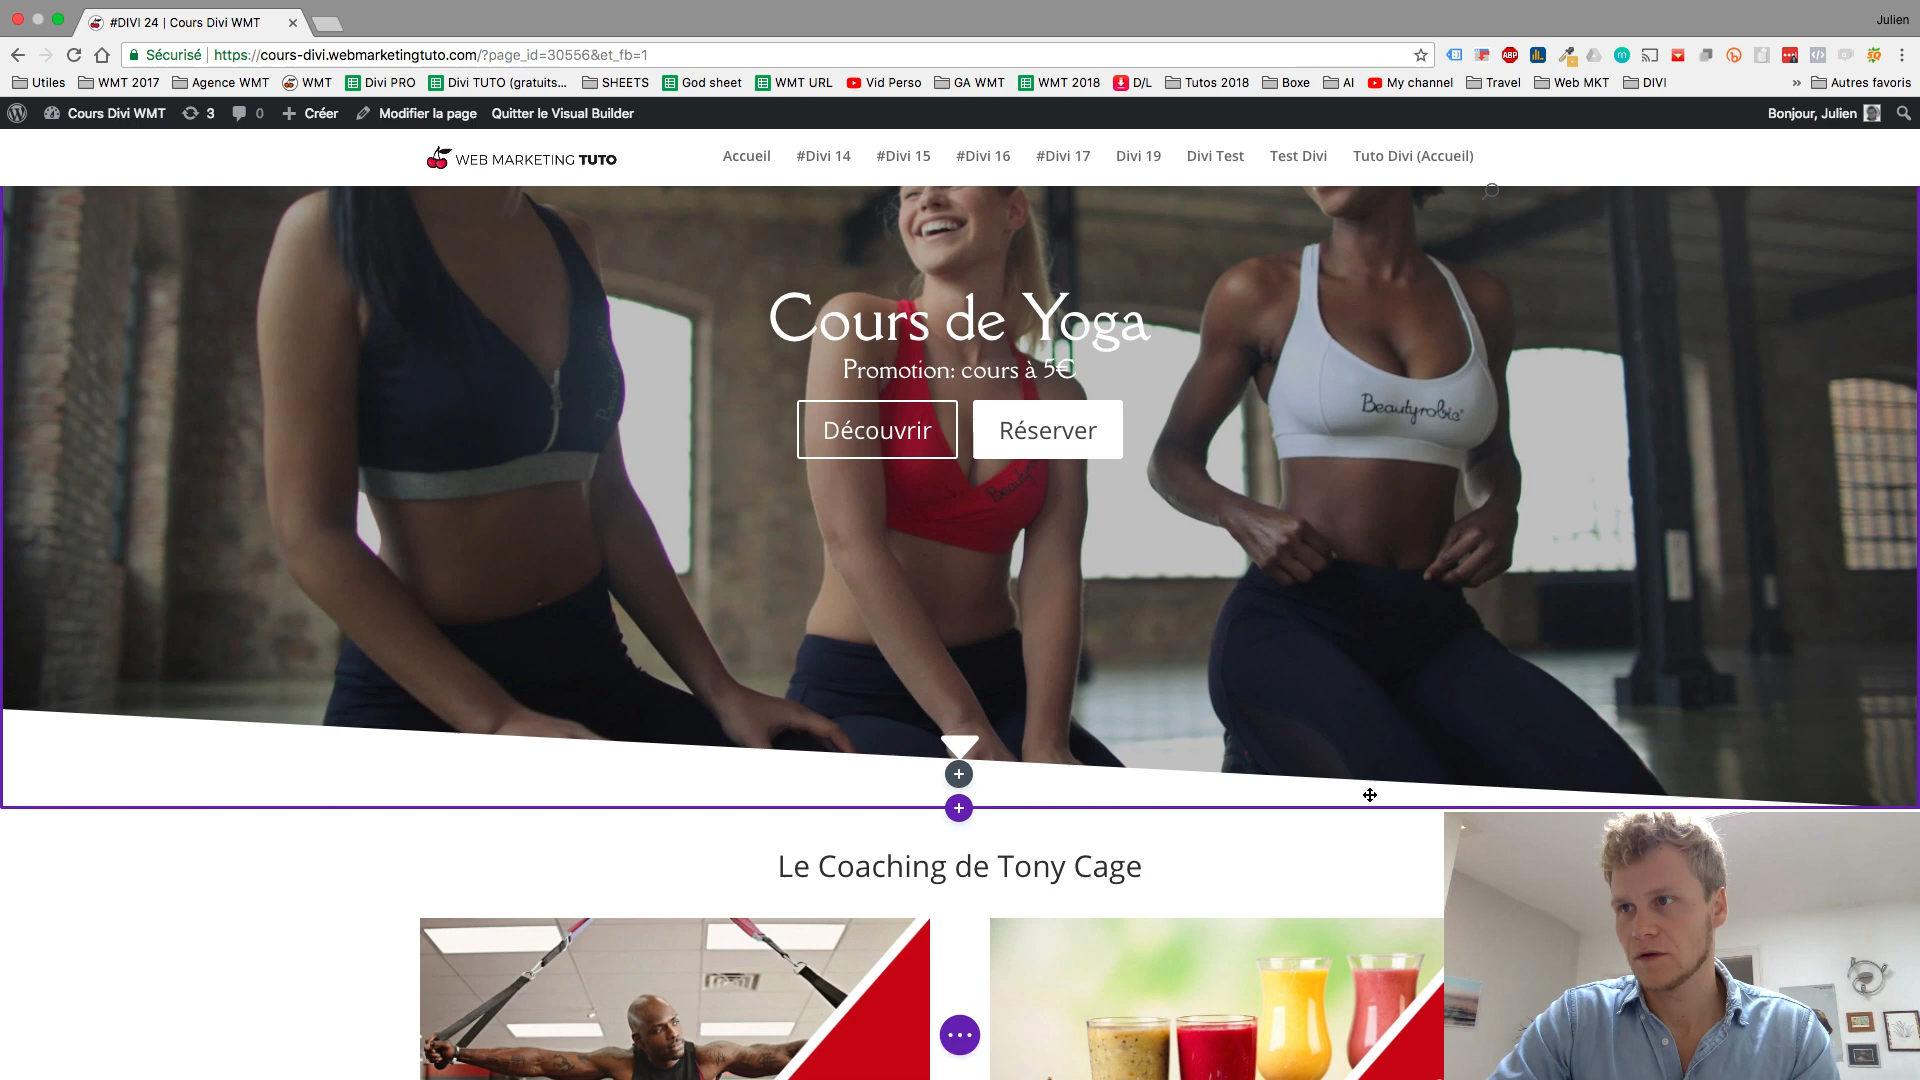 Julien
#DIVI 24 | Cours Divi WMT
Sécurisé | https://cours-divi.webmarketingtuto.com/?page_id=30556&et_fb=1
ABP
Utiles WMT 2017 Agence WMT WMT Divi PRO Divi TUTO (gratuits... SHEETS God sheet WMT URL Vid Perso GA WMT WMT 2018 D/L Tutos 2018 Boxe AI My channel Travel Web MKT DIVI » Autres favoris
Cours Divi WMT 3 0 Créer Modifier la page Quitter le Visual Builder Bonjour, Julien
WEB MARKETING TUTO Accueil #Divi 14 #Divi 15 #Divi 16 #Divi 17 Divi 19 Divi Test Test Divi Tuto Divi (Accueil)
Cours de Yoga
Promotion: cours à 5€
Beautyrobic
Découvrir Réserver
Le Coaching de Tony Cage